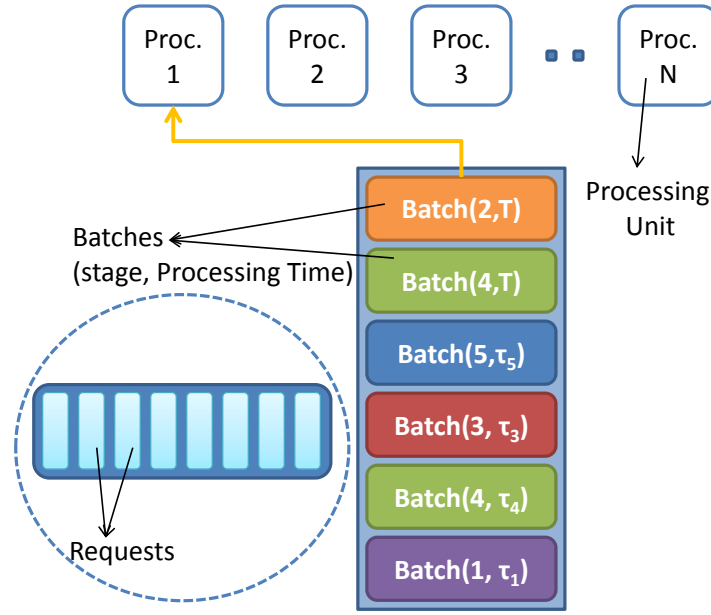 Proc.
1
Proc.
2
Proc.
3
Proc.
N
Processing
Unit
Batches
(stage, Processing Time)
Batch(2,T)
Batch(4,T)
Batch(5,τ₅)
Batch(3, τ₃)
Batch(4, τ₄)
Batch(1, τ₁)
Requests